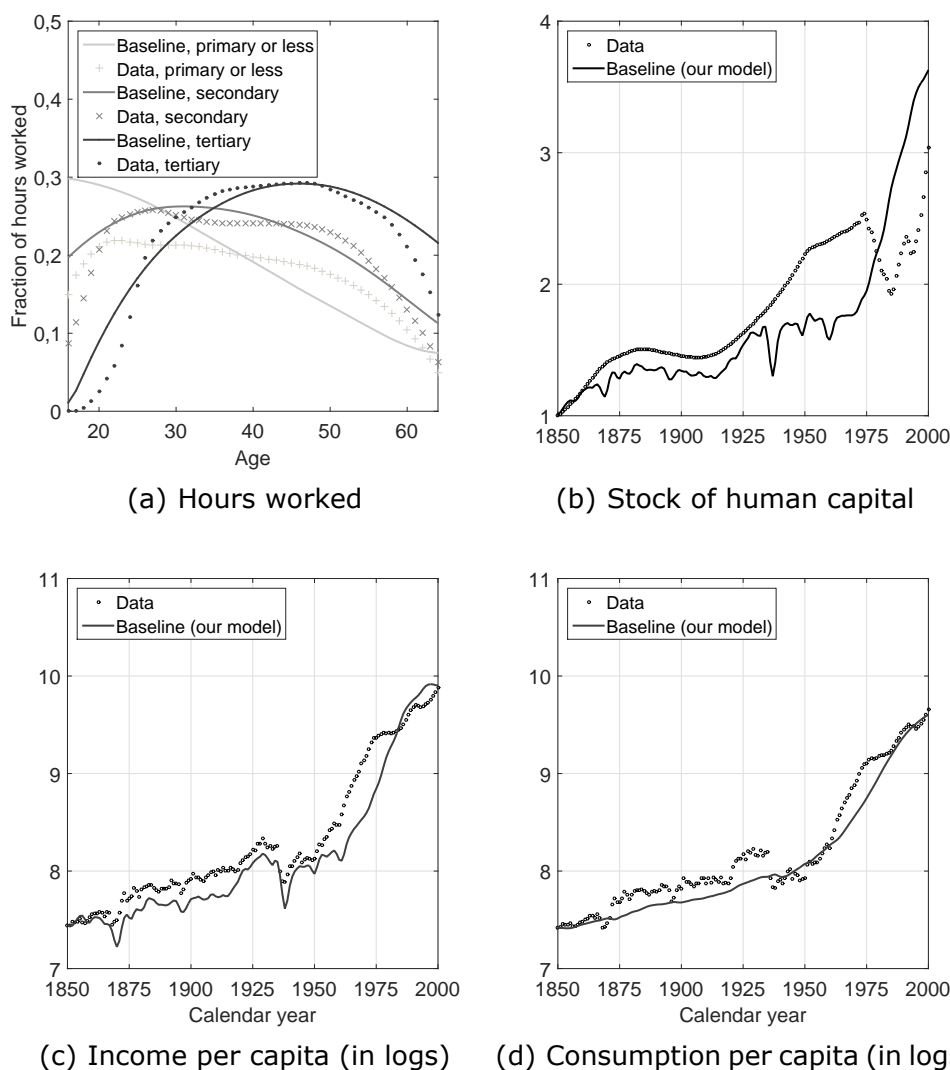 0,5
0,4
0,3
0,2
0,1
0
Fraction of hours worked
Baseline, primary or less
Data, primary or less
Baseline, secondary
Data, secondary
Baseline, tertiary
Data, tertiary
20 30 40 50 60
Age
(a) Hours worked
4
3
2
1
Data
Baseline (our model)
1850 1875 1900 1925 1950 1975 2000
(b) Stock of human capital
11
10
9
8
7
Data
Baseline (our model)
1850 1875 1900 1925 1950 1975 2000
Calendar year
(c) Income per capita (in logs)
11
10
9
8
7
Data
Baseline (our model)
1850 1875 1900 1925 1950 1975 2000
Calendar year
(d) Consumption per capita (in log